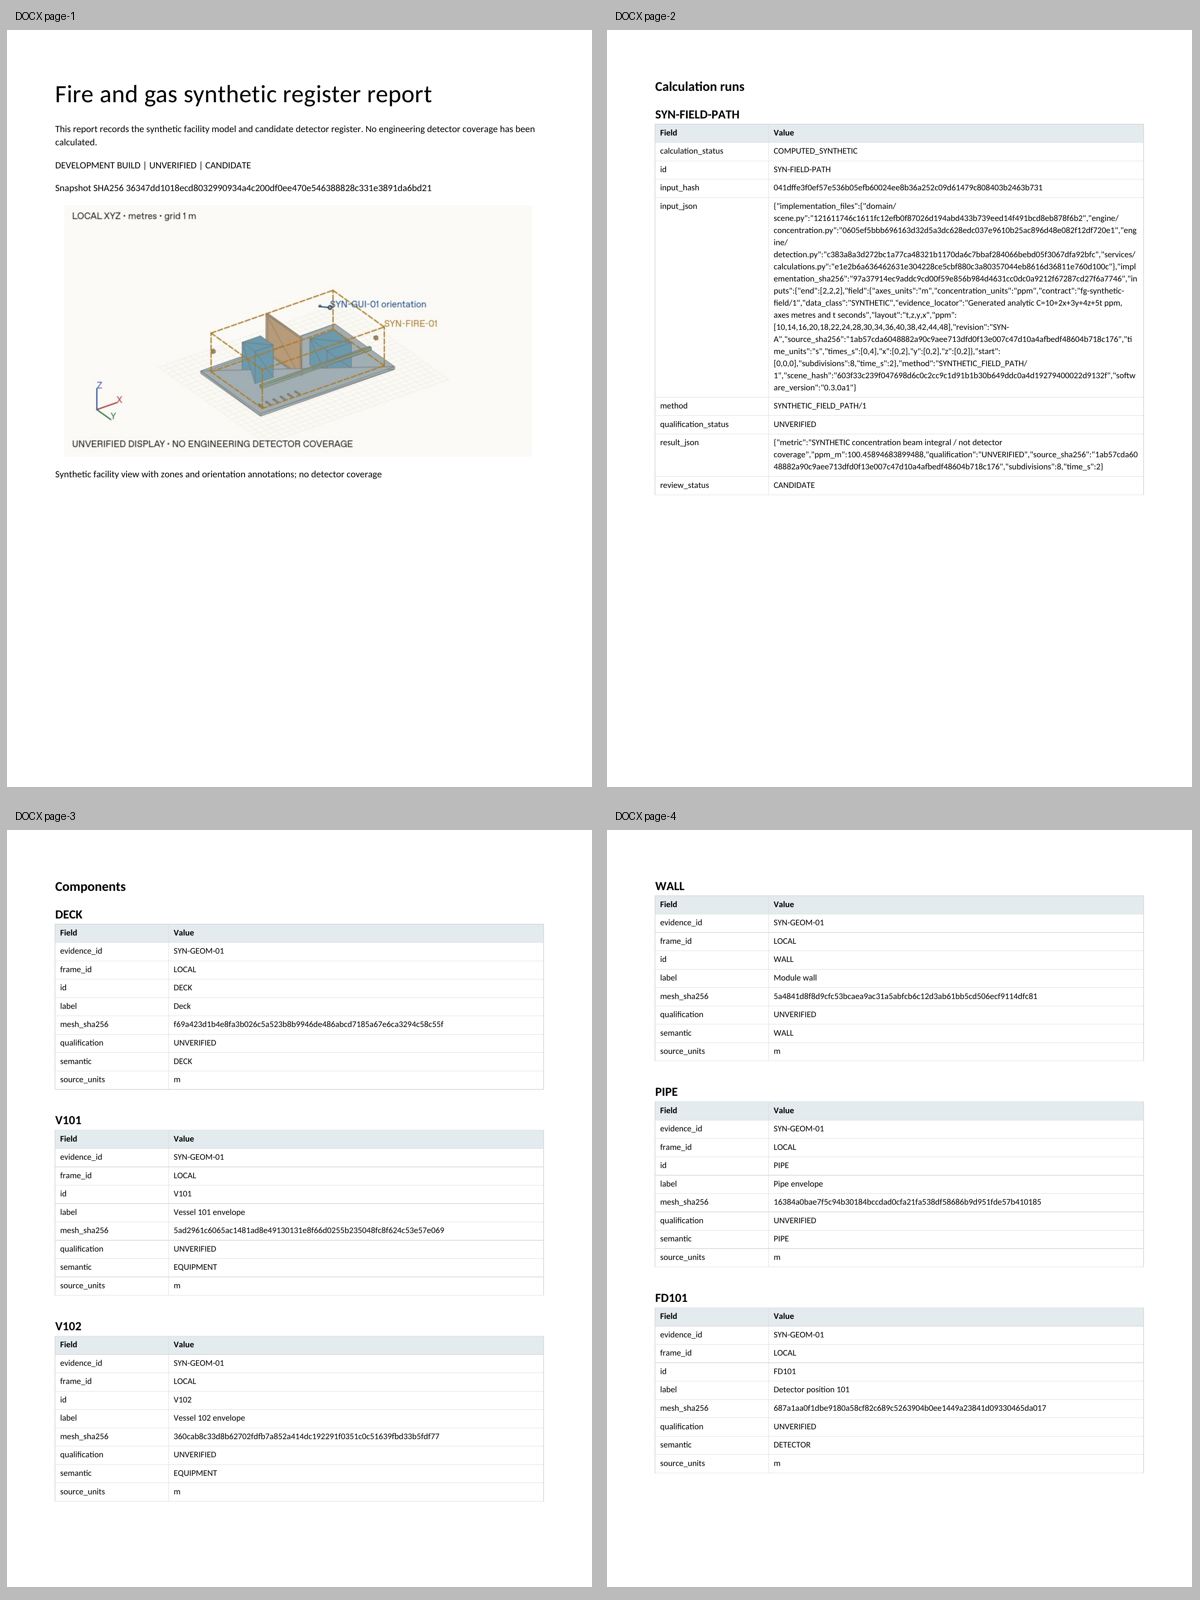 DOCX page-1
Fire and gas synthetic register report
This report records the synthetic facility model and candidate detector register. No engineering detector coverage has been
calculated.
DEVELOPMENT BUILD | UNVERIFIED | CANDIDATE
Snapshot SHA256 36347dd1018ecd8032990934a4c200df0ee470e546388828c331e3891da6bd21
LOCAL XYZ • metres • grid 1 m
SYN-GUI-01 orientation
SYN-FIRE-01
Z
X
Y
UNVERIFIED DISPLAY • NO ENGINEERING DETECTOR COVERAGE
Synthetic facility view with zones and orientation annotations; no detector coverage
DOCX page-2
Calculation runs
SYN-FIELD-PATH
Field Value
calculation_status COMPUTED_SYNTHETIC
id SYN-FIELD-PATH
input_hash 041dffe3f0ef57e536b05efb60024ee8b36a252c09d61479c808403b2463b731
input_json {"implementation_files":{"domain/
scene.py":"121611746c1611fc12efb0f87026d194abd433b739eed14f491bcd8eb878f6b2","engine/
concentration.py":"0605ef5bbb696163d32d5a3dc628edc037e9610b25ac896d48e082f12df720e1","eng
ine/
detection.py":"c383a8a3d272bc1a77ca48321b1170da6c7bbaf284066bebd05f3067dfa92bfc","services/
calculations.py":"e1e2b6a636462631e304228ce5cbf880c3a80357044eb8616d36811e760d100c"},"impl
ementation_sha256":"97a37914ec9addc9cd00f59e856b984d4631cc0dc0a9212f67287cd27f6a7746","in
puts":{"end":[2,2,2],"field":{"axes_units":"m","concentration_units":"ppm","contract":"fg-synthetic-
field/1","data_class":"SYNTHETIC","evidence_locator":"Generated analytic C=10+2x+3y+4z+5t ppm,
axes metres and t seconds","layout":"t,z,y,x","ppm":
[10,14,16,20,18,22,24,28,30,34,36,40,38,42,44,48],"revision":"SYN-
A","source_sha256":"1ab57cda6048882a90c9aee713dfd0f13e007c47d10a4afbedf48604b718c176","ti
me_units":"s","times_s":[0,4],"x":[0,2],"y":[0,2],"z":[0,2]},"start":
[0,0,0],"subdivisions":8,"time_s":2},"method":"SYNTHETIC_FIELD_PATH/
1","scene_hash":"603f33c239f047698d6c0c2cc9c1d91b1b30b649ddc0a4d19279400022d9132f","softw
are_version":"0.3.0a1"}
method SYNTHETIC_FIELD_PATH/1
qualification_status UNVERIFIED
result_json {"metric":"SYNTHETIC concentration beam integral / not detector
coverage","ppm_m":100.45894683899488,"qualification":"UNVERIFIED","source_sha256":"1ab57cda60
48882a90c9aee713dfd0f13e007c47d10a4afbedf48604b718c176","subdivisions":8,"time_s":2}
review_status CANDIDATE
DOCX page-3
Components
DECK
Field Value
evidence_id SYN-GEOM-01
frame_id LOCAL
id DECK
label Deck
mesh_sha256 f69a423d1b4e8fa3b026c5a523b8b9946de486abcd7185a67e6ca3294c58c55f
qualification UNVERIFIED
semantic DECK
source_units m
V101
Field Value
evidence_id SYN-GEOM-01
frame_id LOCAL
id V101
label Vessel 101 envelope
mesh_sha256 5ad2961c6065ac1481ad8e49130131e8f66d0255b235048fc8f624c53e57e069
qualification UNVERIFIED
semantic EQUIPMENT
source_units m
V102
Field Value
evidence_id SYN-GEOM-01
frame_id LOCAL
id V102
label Vessel 102 envelope
mesh_sha256 360cab8c33d8b62702fdfb7a852a414dc192291f0351c0c51639fbd33b5fdf77
qualification UNVERIFIED
semantic EQUIPMENT
source_units m
DOCX page-4
WALL
Field Value
evidence_id SYN-GEOM-01
frame_id LOCAL
id WALL
label Module wall
mesh_sha256 5a4841d8f8d9cfc53bcaea9ac31a5abfcb6c12d3ab61bb5cd506ecf9114dfc81
qualification UNVERIFIED
semantic WALL
source_units m
PIPE
Field Value
evidence_id SYN-GEOM-01
frame_id LOCAL
id PIPE
label Pipe envelope
mesh_sha256 16384a0bae7f5c94b30184bccdad0cfa21fa538df58686b9d951fde57b410185
qualification UNVERIFIED
semantic PIPE
source_units m
FD101
Field Value
evidence_id SYN-GEOM-01
frame_id LOCAL
id FD101
label Detector position 101
mesh_sha256 687a1aa0f1dbe9180a58cf82c689c5263904b0ee1449a23841d09330465da017
qualification UNVERIFIED
semantic DETECTOR
source_units m